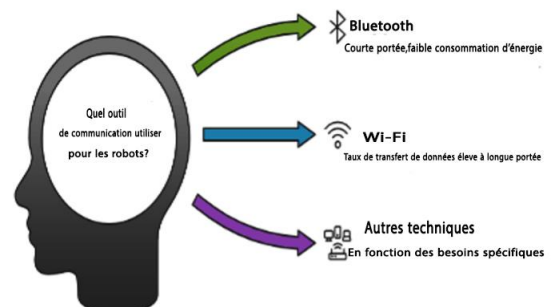 Quel outil
de communication utiliser
pour les robots?
Bluetooth
Courte portée,faible consommation d'énergie
Wi-Fi
Taux de transfert de données éleve à longue portée
Autres techniques
En fonction des besoins spécifiques